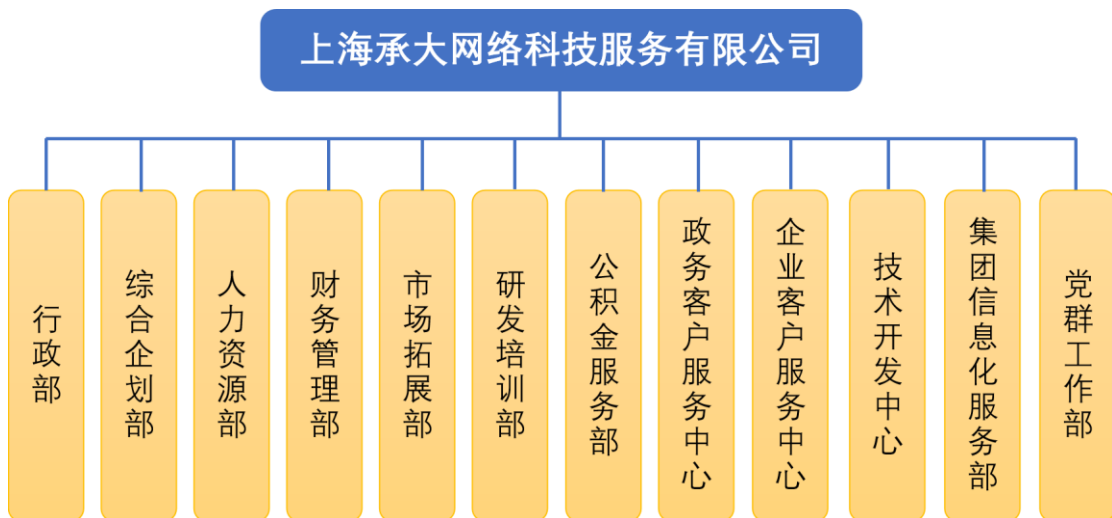 上海承大网络科技服务有限公司
行政部
综合企划部
人力资源部
财务管理部
市场拓展部
研发培训部
公积金服务部
政务客户服务中心
企业客户服务中心
技术开发中心
集团信息化服务部
党群工作部